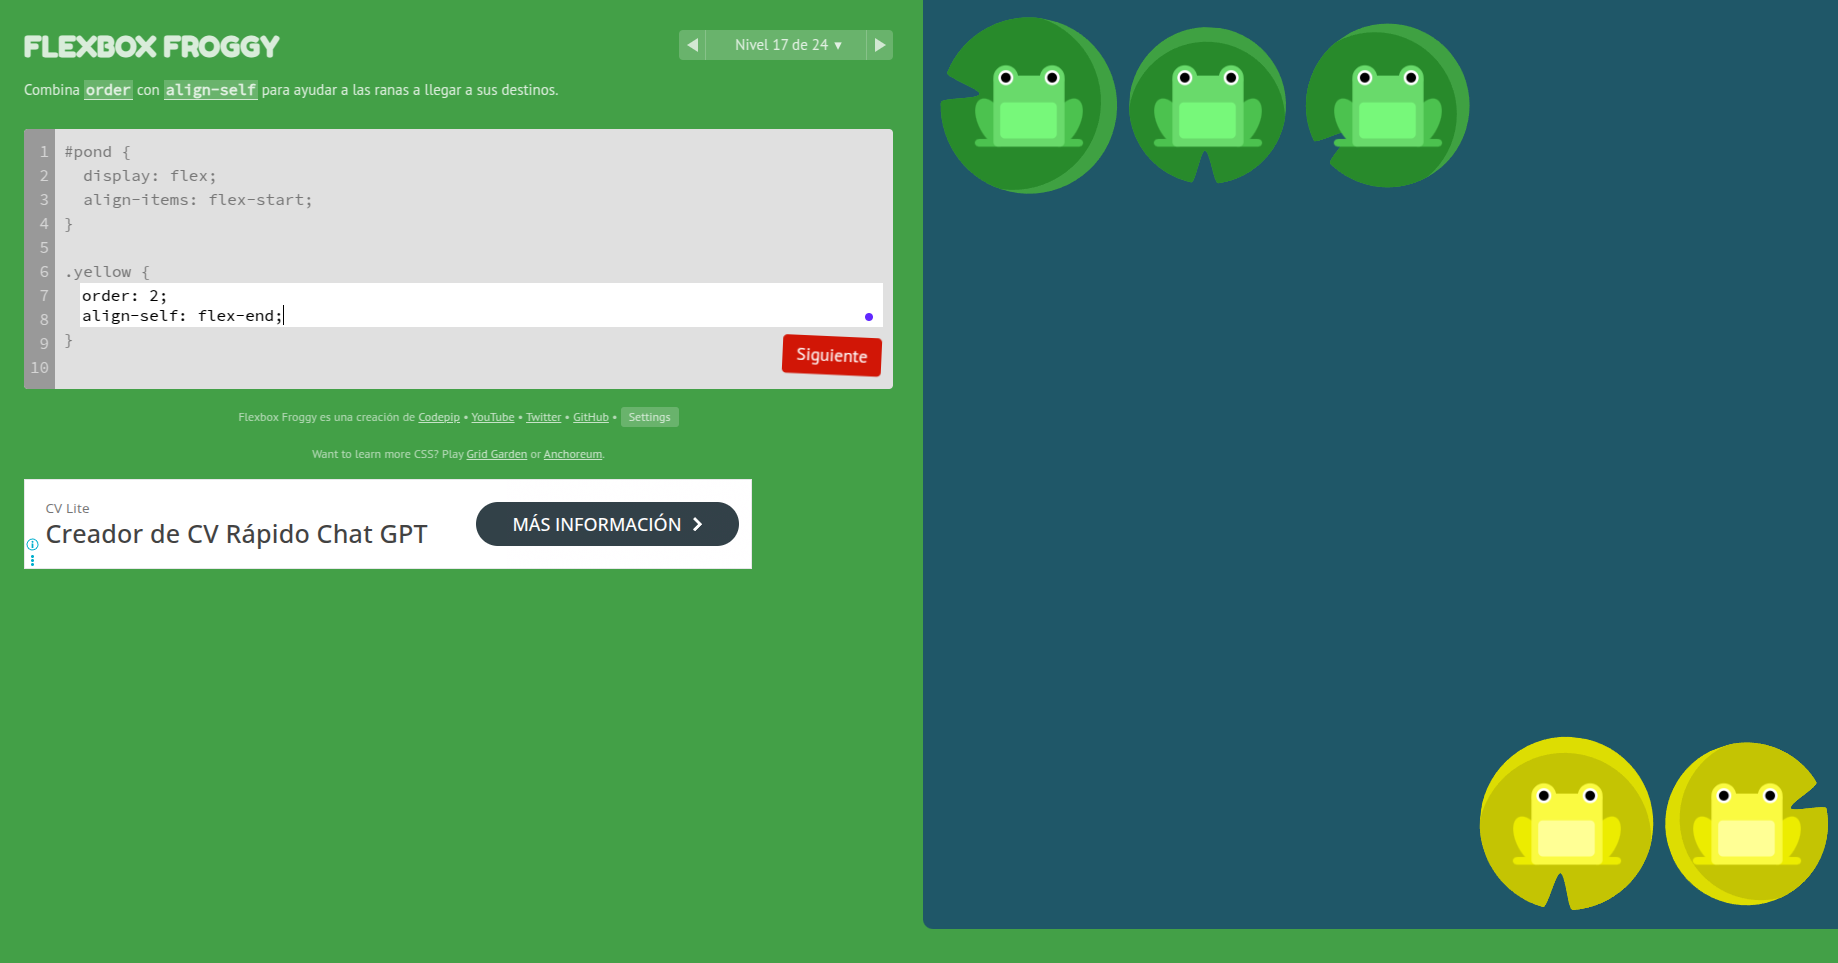 FLEXBOX FROGGY
◀ Nivel 17 de 24 ▾ ▶
Combina order con align-self para ayudar a las ranas a llegar a sus destinos.
1 #pond {
2 display: flex;
3 align-items: flex-start;
4 }
5
6 .yellow {
7 order: 2;
8 align-self: flex-end;
9 }
10
Siguiente
Flexbox Froggy es una creación de Codepip • YouTube • Twitter • GitHub • Settings
Want to learn more CSS? Play Grid Garden or Anchoreum.
CV Lite
Creador de CV Rápido Chat GPT
MÁS INFORMACIÓN